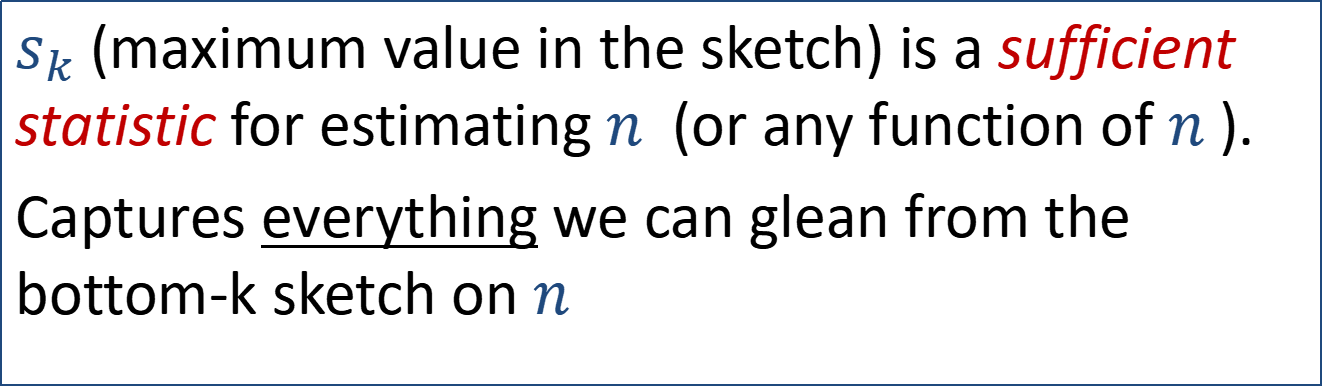 s_k (maximum value in the sketch) is a sufficient
statistic for estimating n (or any function of n ).
Captures everything we can glean from the
bottom-k sketch on n